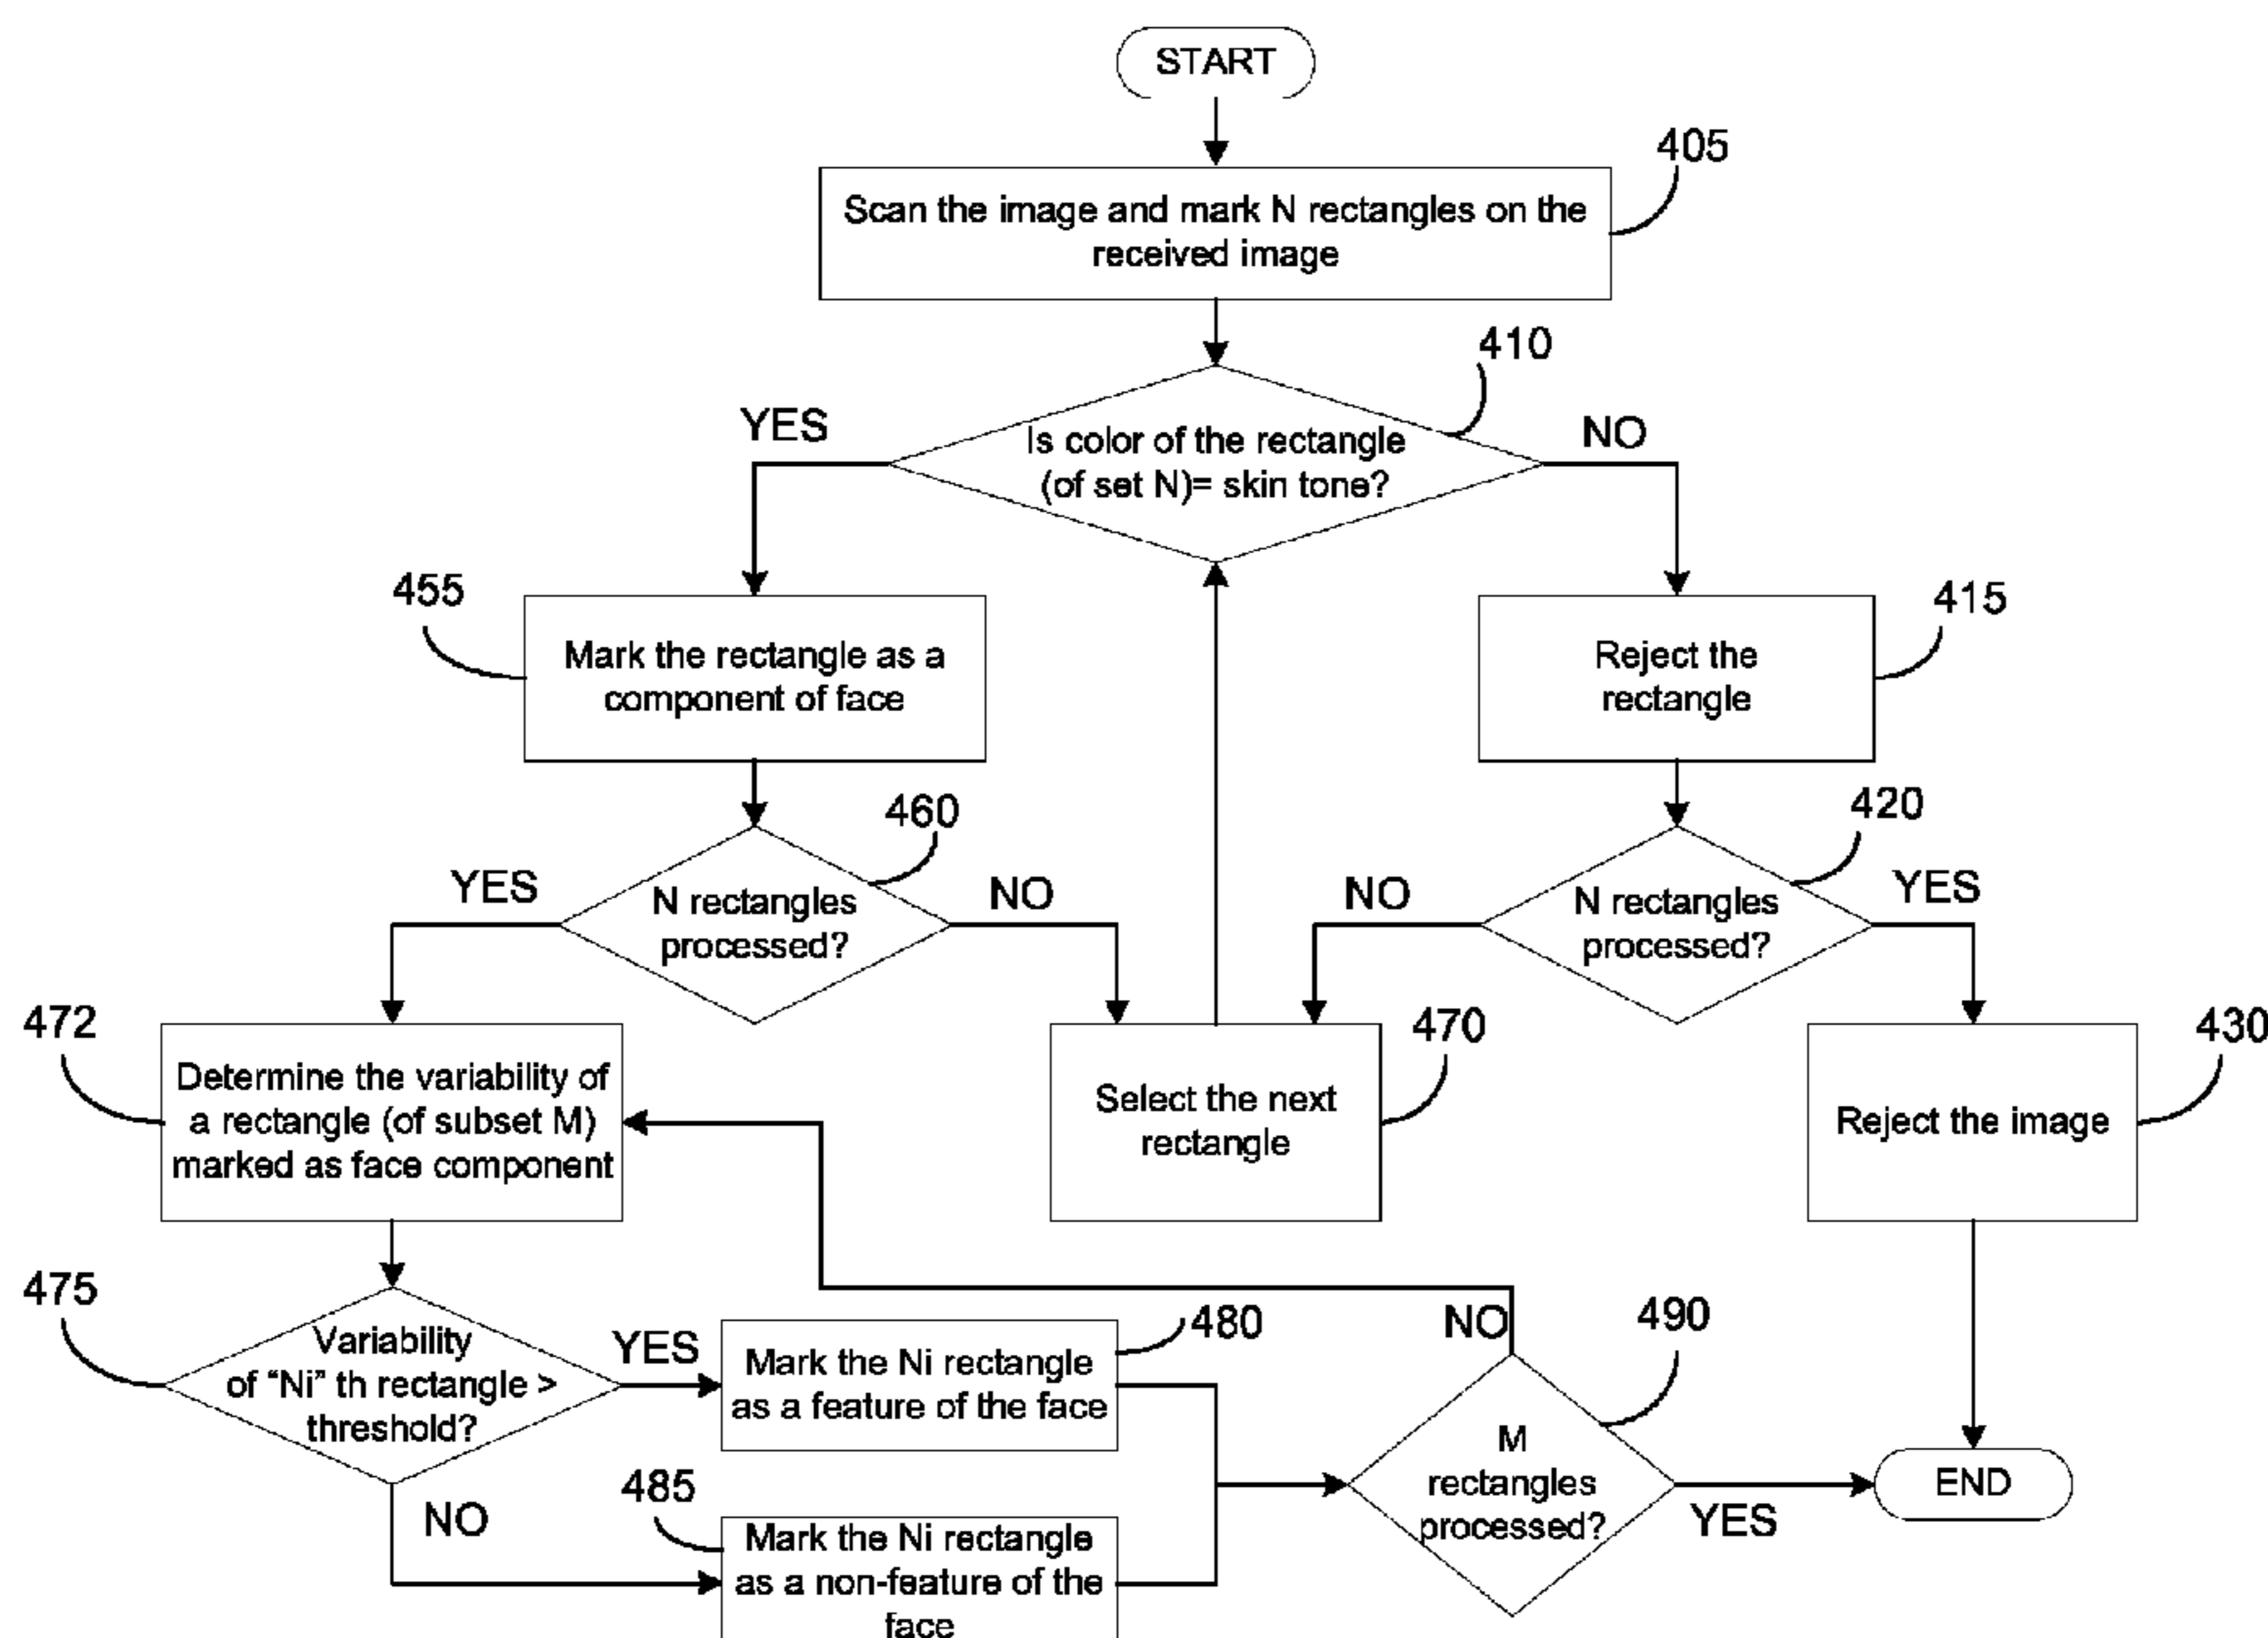 START
405
Scan the image and mark N rectangles on the
received image
410
YES
Is color of the rectangle
(of set N)= skin tone?
NO
455
Mark the rectangle as a
component of face
415
Reject the
rectangle
460
YES
N rectangles
processed?
NO
420
NO
N rectangles
processed?
YES
472
Determine the variability of
a rectangle (of subset M)
marked as face component
470
Select the next
rectangle
430
Reject the image
475
Variability
of “Ni” th rectangle >
threshold?
YES
480
Mark the Ni rectangle
as a feature of the face
NO
490
M
rectangles
processed?
YES
END
NO
485
Mark the Ni rectangle
as a non-feature of the
face